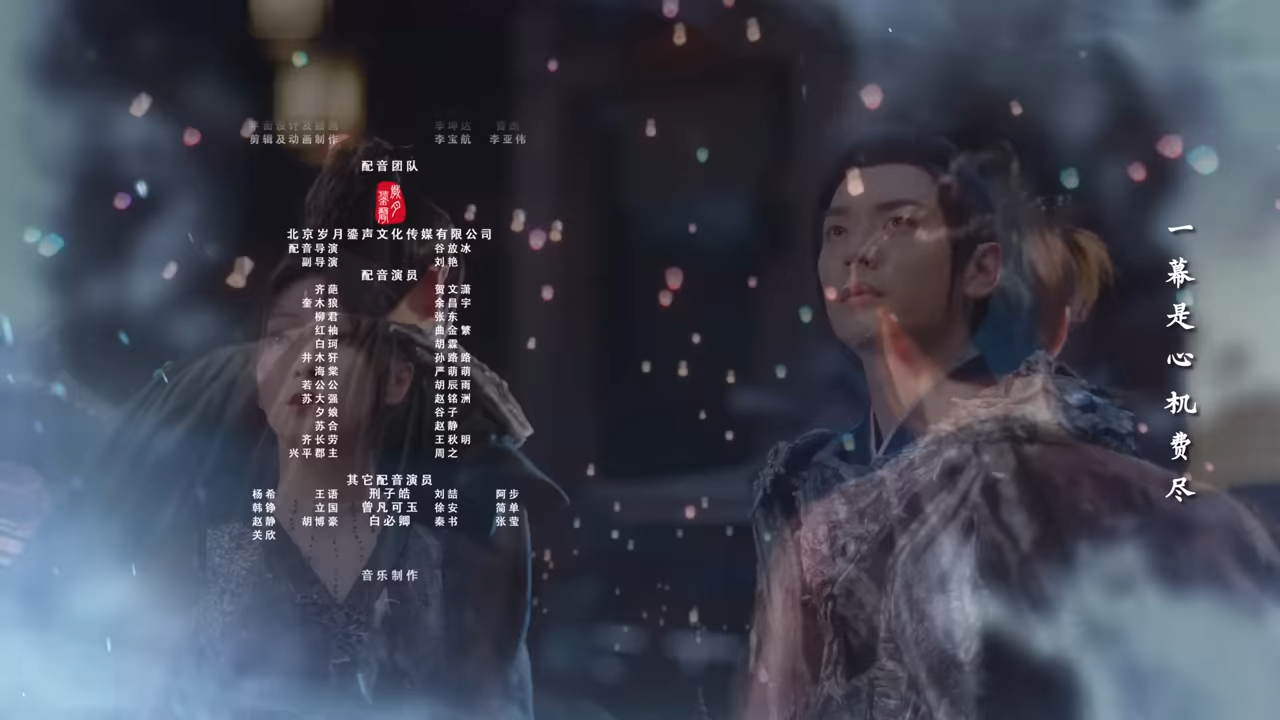 剪辑及动画制作 李宝航 李亚伟
配音团队
北京岁月鎏声文化传媒有限公司
配音导演 谷放冰
副导演 刘艳
配音演员
齐葩 贺文潇
奎木狼 余昌宇
柳君 张东
红袖 曲金繁
白珂 胡霖
井木犴 孙路路
海棠 严萌萌
若公公 胡辰雨
苏大强 赵铭洲
夕娘 谷子
苏合 赵静
齐长劳 王秋明
兴平郡主 周之
其它配音演员
杨希 王语 刑子皓 刘喆 阿步
韩铮 立国 曾凡可玉 徐安 简单
赵静 胡博豪 白必卿 秦书 张莹
关欣
音乐制作
一幕是心机费尽